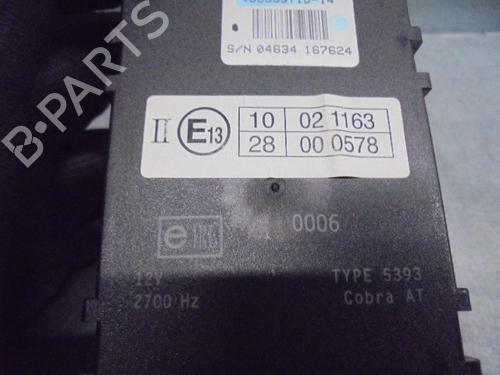 S/N 04634 167624
II E13
10 02 1163
28 00 0578
0006
e
12V TYPE 5393
2700 Hz Cobra AT
B-PARTS